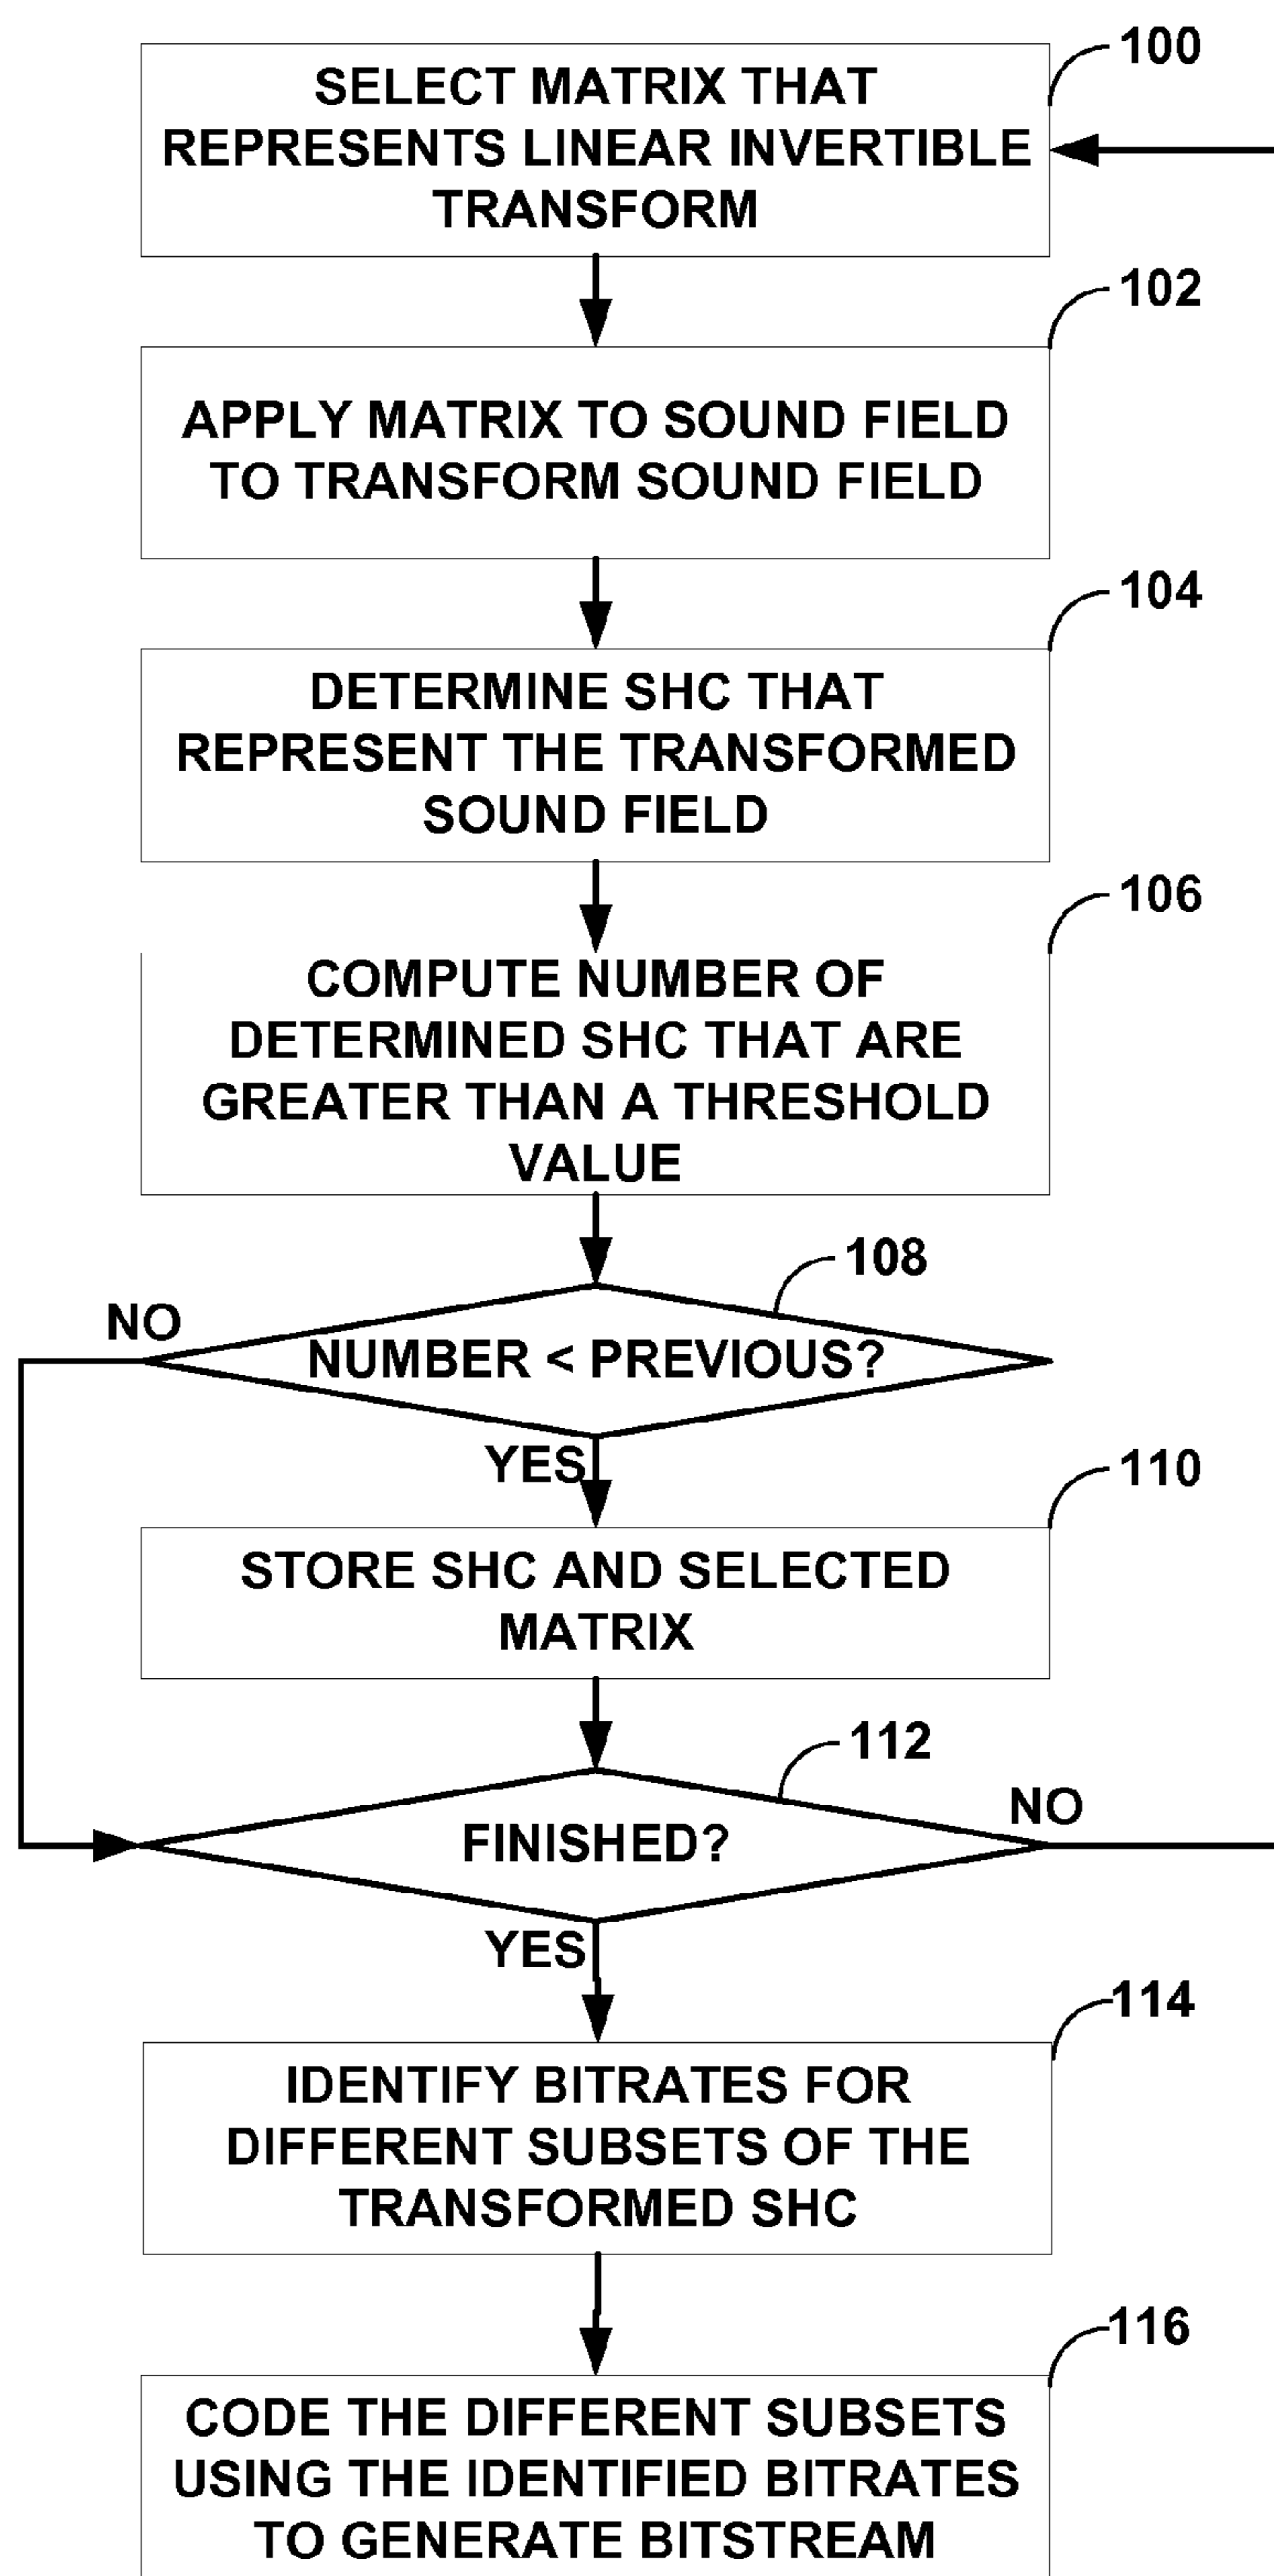 100
SELECT MATRIX THAT
REPRESENTS LINEAR INVERTIBLE
TRANSFORM
102
APPLY MATRIX TO SOUND FIELD
TO TRANSFORM SOUND FIELD
104
DETERMINE SHC THAT
REPRESENT THE TRANSFORMED
SOUND FIELD
106
COMPUTE NUMBER OF
DETERMINED SHC THAT ARE
GREATER THAN A THRESHOLD
VALUE
108
NO
NUMBER < PREVIOUS?
YES
110
STORE SHC AND SELECTED
MATRIX
112
NO
FINISHED?
YES
114
IDENTIFY BITRATES FOR
DIFFERENT SUBSETS OF THE
TRANSFORMED SHC
116
CODE THE DIFFERENT SUBSETS
USING THE IDENTIFIED BITRATES
TO GENERATE BITSTREAM